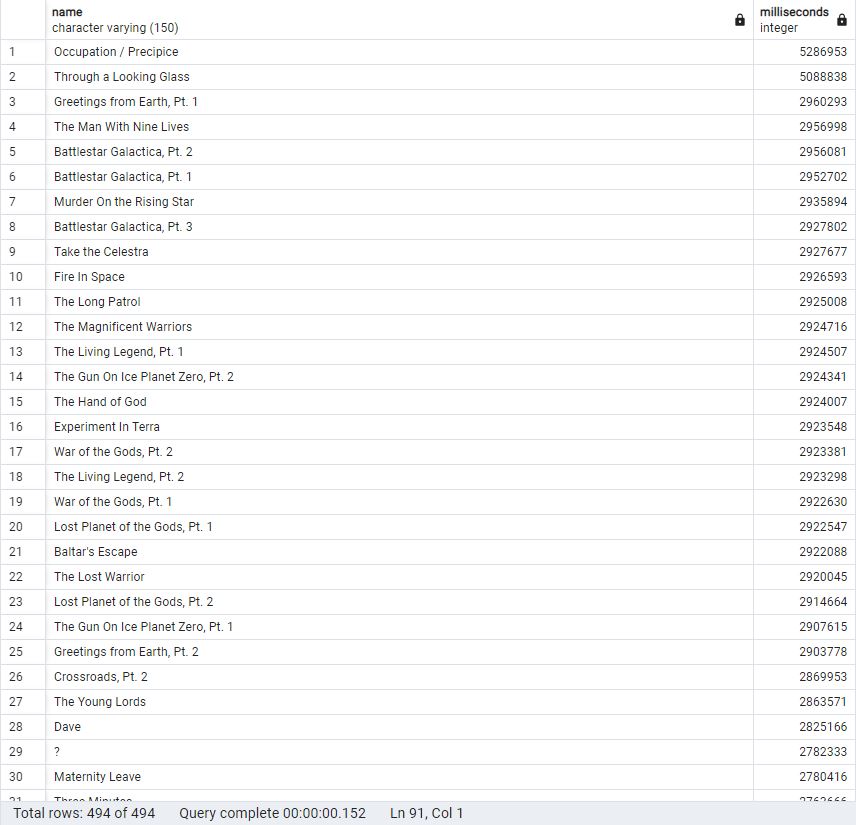 name milliseconds
character varying (150) integer
1 Occupation / Precipice 5286953
2 Through a Looking Glass 5088838
3 Greetings from Earth, Pt. 1 2960293
4 The Man With Nine Lives 2956998
5 Battlestar Galactica, Pt. 2 2956081
6 Battlestar Galactica, Pt. 1 2952702
7 Murder On the Rising Star 2935894
8 Battlestar Galactica, Pt. 3 2927802
9 Take the Celestra 2927677
10 Fire In Space 2926593
11 The Long Patrol 2925008
12 The Magnificent Warriors 2924716
13 The Living Legend, Pt. 1 2924507
14 The Gun On Ice Planet Zero, Pt. 2 2924341
15 The Hand of God 2924007
16 Experiment In Terra 2923548
17 War of the Gods, Pt. 2 2923381
18 The Living Legend, Pt. 2 2923298
19 War of the Gods, Pt. 1 2922630
20 Lost Planet of the Gods, Pt. 1 2922547
21 Baltar's Escape 2922088
22 The Lost Warrior 2920045
23 Lost Planet of the Gods, Pt. 2 2914664
24 The Gun On Ice Planet Zero, Pt. 1 2907615
25 Greetings from Earth, Pt. 2 2903778
26 Crossroads, Pt. 2 2869953
27 The Young Lords 2863571
28 Dave 2825166
29 ? 2782333
30 Maternity Leave 2780416
31 Three Minutes
Total rows: 494 of 494 Query complete 00:00:00.152 Ln 91, Col 1